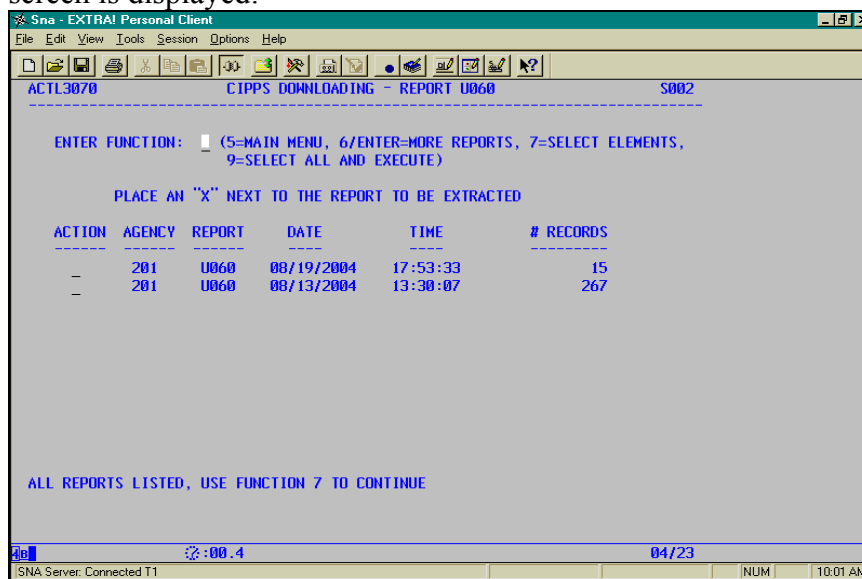 screen is displayed.
Sna - EXTRA! Personal Client
File Edit View Tools Session Options Help
ACTL3070 CIPPS DOWNLOADING - REPORT U060 S002
ENTER FUNCTION: _ (5=MAIN MENU, 6/ENTER=MORE REPORTS, 7=SELECT ELEMENTS,
9=SELECT ALL AND EXECUTE)
PLACE AN "X" NEXT TO THE REPORT TO BE EXTRACTED
ACTION AGENCY REPORT DATE TIME # RECORDS
------ ------ ------ ---- ---- ---------
_ 201 U060 08/19/2004 17:53:33 15
_ 201 U060 08/13/2004 13:30:07 267
ALL REPORTS LISTED, USE FUNCTION 7 TO CONTINUE
4B :00.4 04/23
SNA Server: Connected T1 NUM 10:01 AM